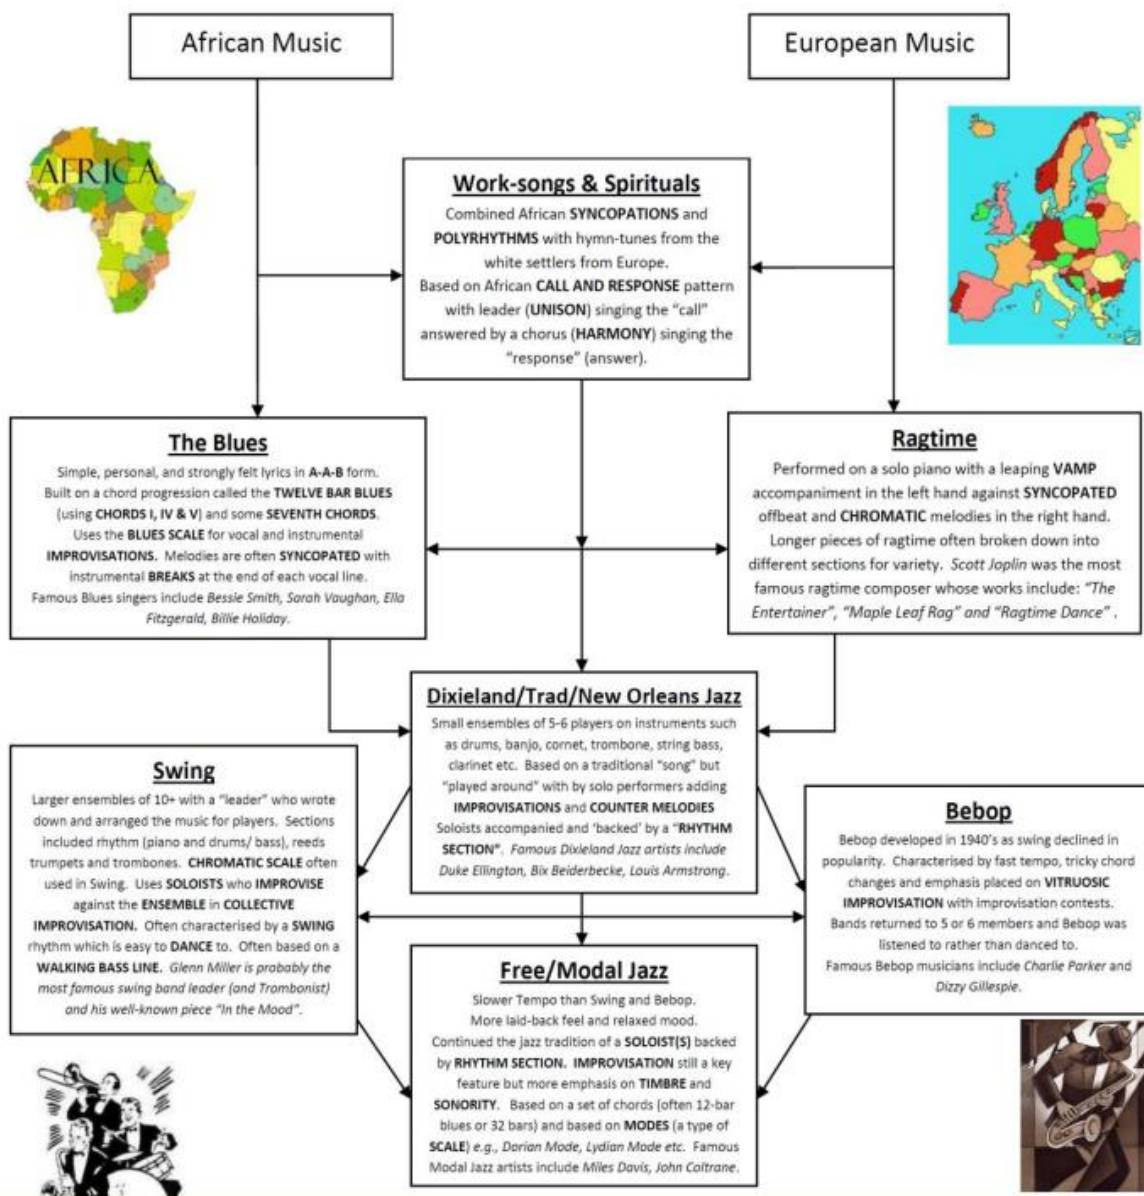 African Music
European Music
AFRICA
Work-songs & Spirituals
Combined African SYNCOPATIONS and
POLYRHYTHMS with hymn-tunes from the
white settlers from Europe.
Based on African CALL AND RESPONSE pattern
with leader (UNISON) singing the “call”
answered by a chorus (HARMONY) singing the
“response” (answer).
The Blues
Simple, personal, and strongly felt lyrics in A-A-B form.
Built on a chord progression called the TWELVE BAR BLUES
(using CHORDS I, IV & V) and some SEVENTH CHORDS.
Uses the BLUES SCALE for vocal and instrumental
IMPROVISATIONS. Melodies are often SYNCOPATED with
instrumental BREAKS at the end of each vocal line.
Famous Blues singers include Bessie Smith, Sarah Vaughan, Ella
Fitzgerald, Billie Holiday.
Ragtime
Performed on a solo piano with a leaping VAMP
accompaniment in the left hand against SYNCOPATED
offbeat and CHROMATIC melodies in the right hand.
Longer pieces of ragtime often broken down into
different sections for variety. Scott Joplin was the most
famous ragtime composer whose works include: “The
Entertainer”, “Maple Leaf Rag” and “Ragtime Dance” .
Dixieland/Trad/New Orleans Jazz
Small ensembles of 5-6 players on instruments such
as drums, banjo, cornet, trombone, string bass,
clarinet etc. Based on a traditional “song” but
“played around” with by solo performers adding
IMPROVISATIONS and COUNTER MELODIES
Soloists accompanied and ‘backed’ by a “RHYTHM
SECTION”. Famous Dixieland Jazz artists include
Duke Ellington, Bix Beiderbecke, Louis Armstrong.
Swing
Larger ensembles of 10+ with a “leader” who wrote
down and arranged the music for players. Sections
included rhythm (piano and drums/ bass), reeds
trumpets and trombones. CHROMATIC SCALE often
used in Swing. Uses SOLOISTS who IMPROVISE
against the ENSEMBLE in COLLECTIVE
IMPROVISATION. Often characterised by a SWING
rhythm which is easy to DANCE to. Often based on a
WALKING BASS LINE. Glenn Miller is probably the
most famous swing band leader (and Trombonist)
and his well-known piece “In the Mood”.
Bebop
Bebop developed in 1940’s as swing declined in
popularity. Characterised by fast tempo, tricky chord
changes and emphasis placed on VITRUOSIC
IMPROVISATION with improvisation contests.
Bands returned to 5 or 6 members and Bebop was
listened to rather than danced to.
Famous Bebop musicians include Charlie Parker and
Dizzy Gillespie.
Free/Modal Jazz
Slower Tempo than Swing and Bebop.
More laid-back feel and relaxed mood.
Continued the jazz tradition of a SOLOIST(S) backed
by RHYTHM SECTION. IMPROVISATION still a key
feature but more emphasis on TIMBRE and
SONORITY. Based on a set of chords (often 12-bar
blues or 32 bars) and based on MODES (a type of
SCALE) e.g., Dorian Mode, Lydian Mode etc. Famous
Modal Jazz artists include Miles Davis, John Coltrane.